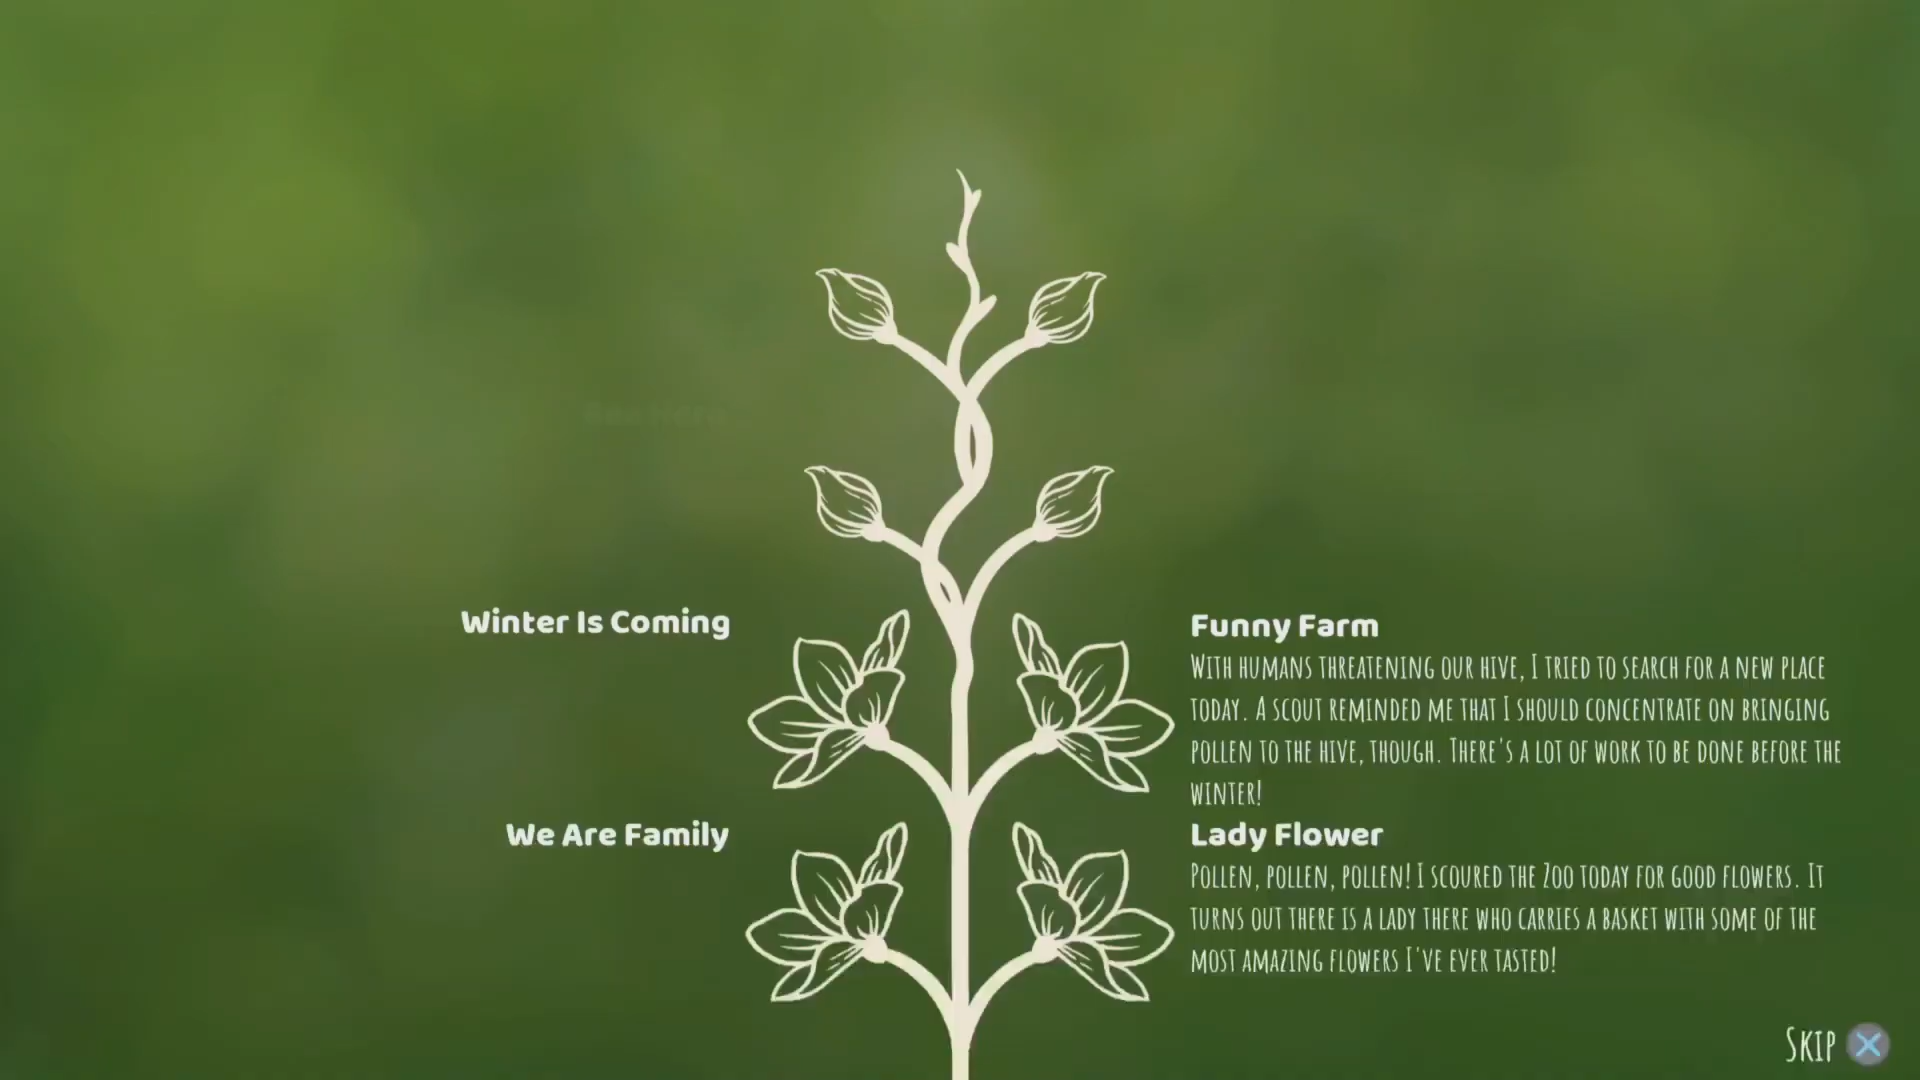 Winter Is Coming
Funny Farm
With humans threatening our hive, I tried to search for a new place
today. A scout reminded me that I should concentrate on bringing
pollen to the hive, though. There's a lot of work to be done before the
winter!
We Are Family
Lady Flower
Pollen, pollen, pollen! I scoured the Zoo today for good flowers. It
turns out there is a lady there who carries a basket with some of the
most amazing flowers I've ever tasted!
Skip